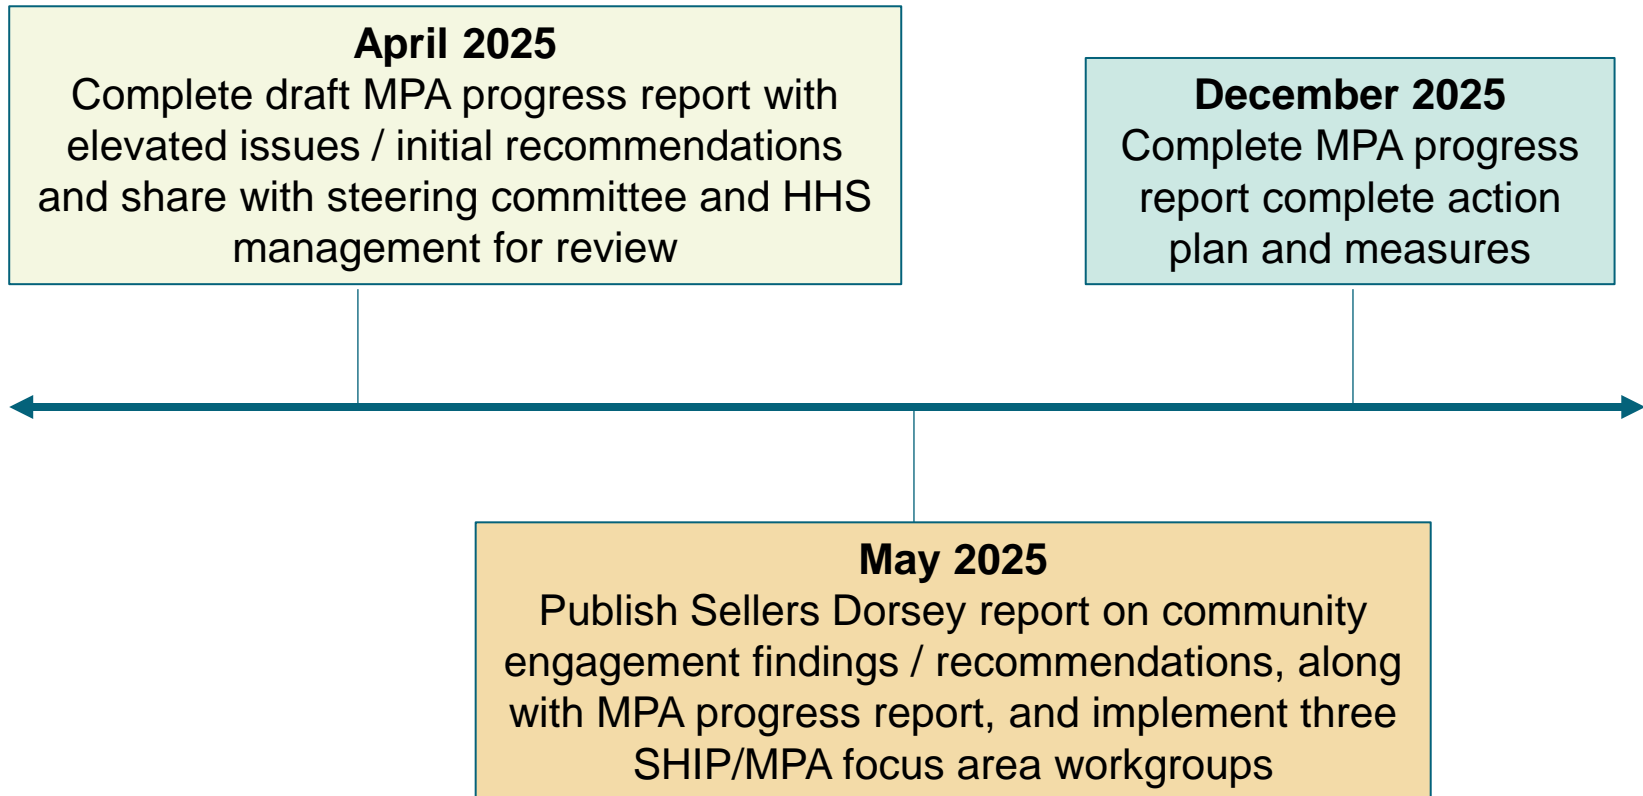 April 2025
Complete draft MPA progress report with
elevated issues / initial recommendations
and share with steering committee and HHS
management for review
December 2025
Complete MPA progress
report complete action
plan and measures
May 2025
Publish Sellers Dorsey report on community
engagement findings / recommendations, along
with MPA progress report, and implement three
SHIP/MPA focus area workgroups